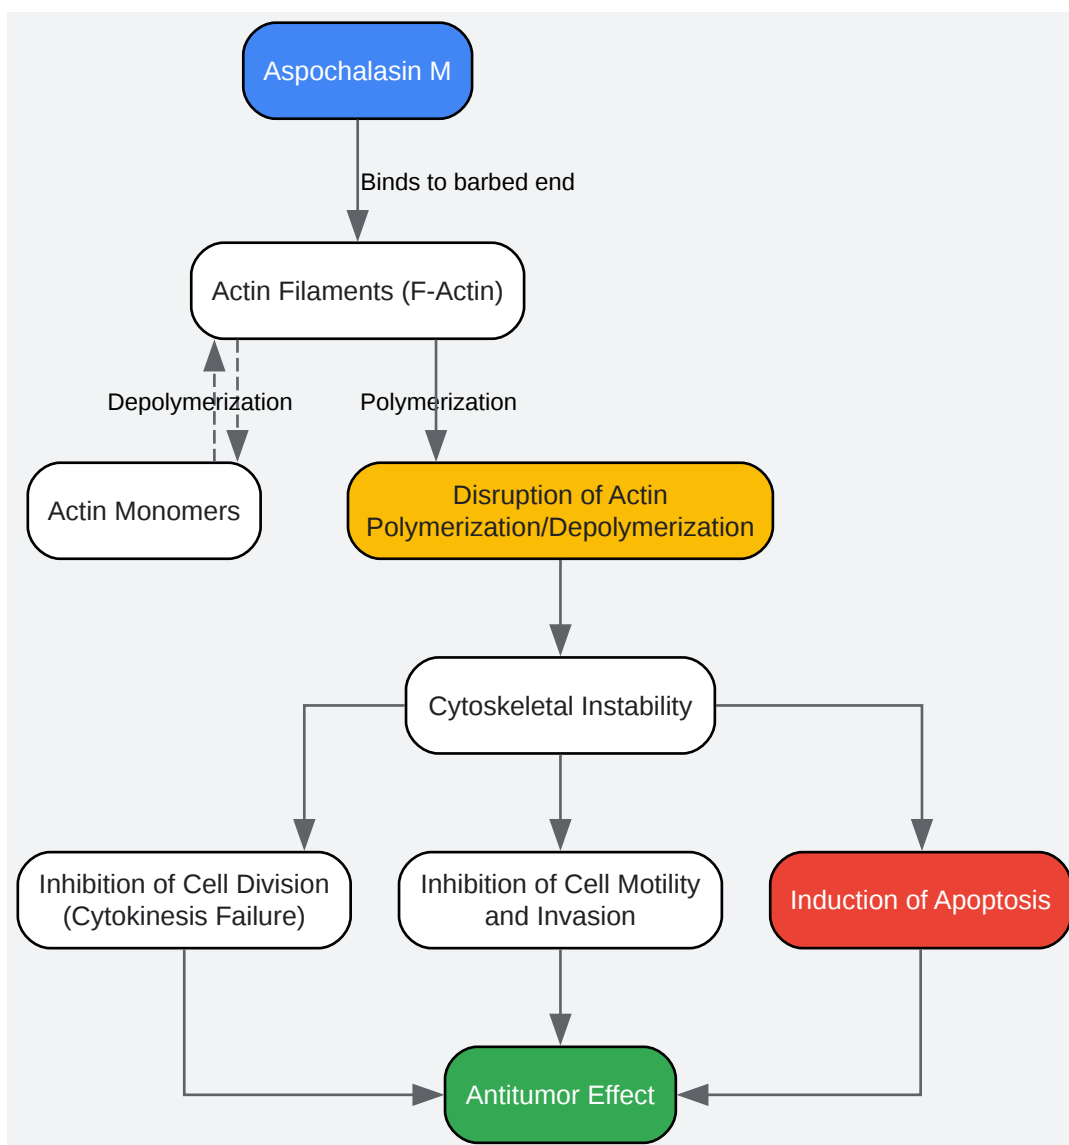 Aspochalasin M
Binds to barbed end
Actin Filaments (F-Actin)
Depolymerization
Polymerization
Actin Monomers
Disruption of Actin
Polymerization/Depolymerization
Cytoskeletal Instability
Inhibition of Cell Division
(Cytokinesis Failure)
Inhibition of Cell Motility
and Invasion
Induction of Apoptosis
Antitumor Effect